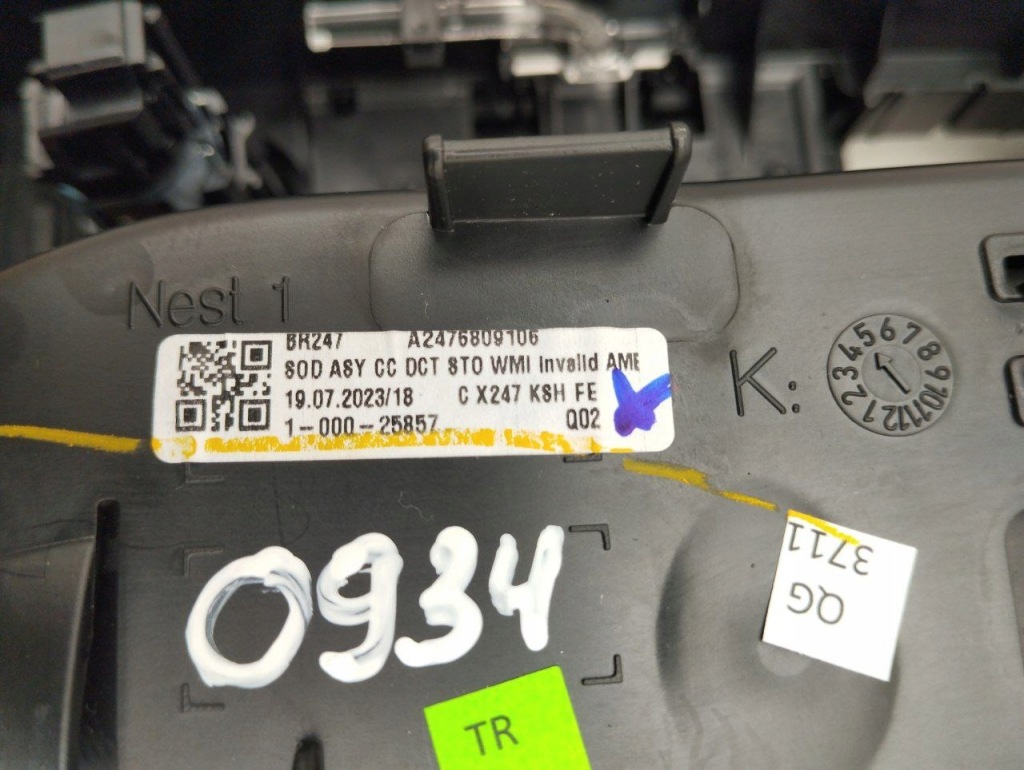 Nest 1
BR247 A2476809106
SOD ASY CC DCT STO WMI Invalid AME
19.07.2023/18 C X247 KSH FE
1-000-25857 Q02
K:
1 2 3 4 5 6 7 8 9 10 11 12
0934
QG
3711
TR